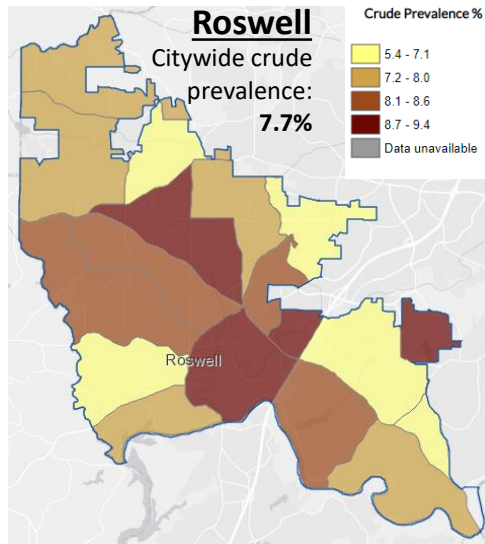 Roswell
Citywide crude
prevalence:
7.7%
Crude Prevalence %
5.4 - 7.1
7.2 - 8.0
8.1 - 8.6
8.7 - 9.4
Data unavailable
Roswell